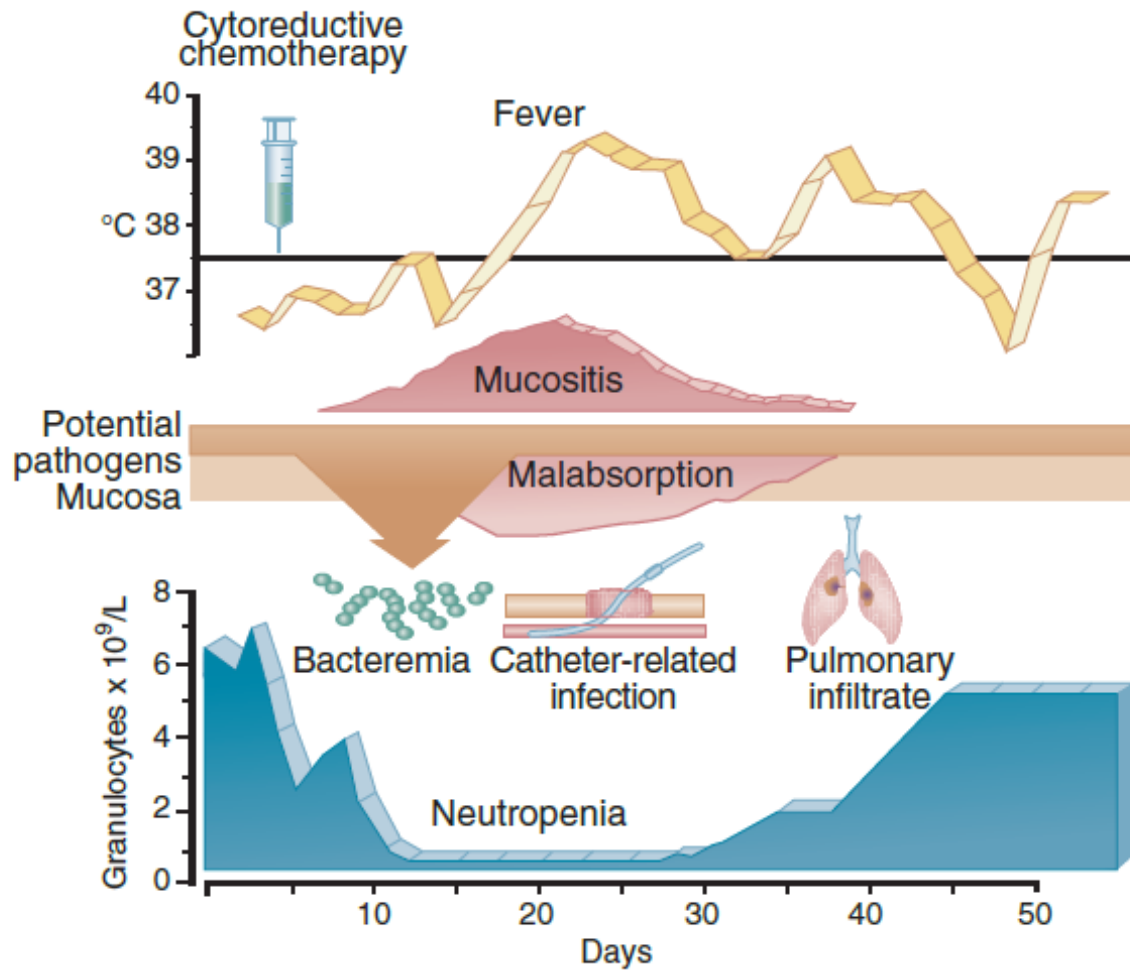 Cytoreductive
chemotherapy
40
Fever
39
°C 38
37
Mucositis
Potential
pathogens
Malabsorption
Mucosa
8
Granulocytes x 10⁹/L
6
Bacteremia
Catheter-related
infection
Pulmonary
infiltrate
4
2
Neutropenia
0
10
20
30
40
50
Days